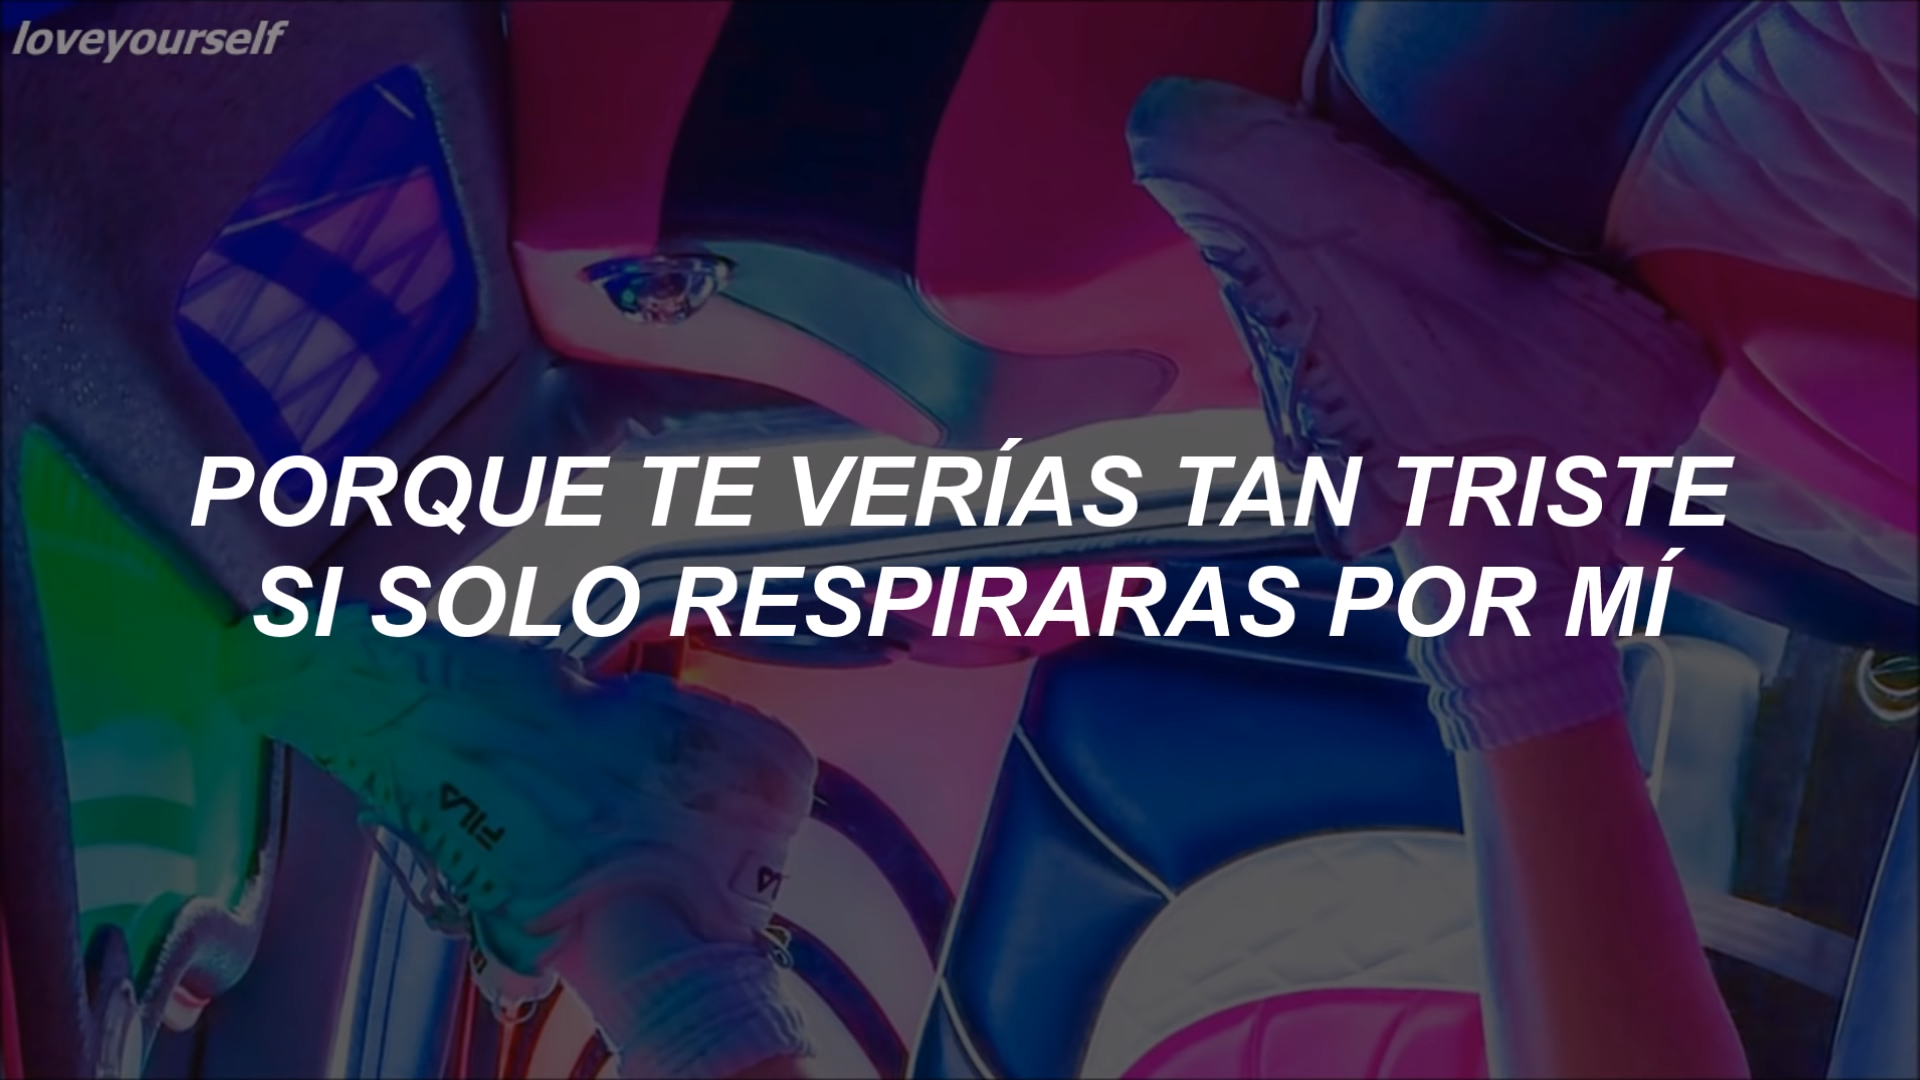 loveyourself
PORQUE TE VERÍAS TAN TRISTE
SI SOLO RESPIRARAS POR MÍ
FILA